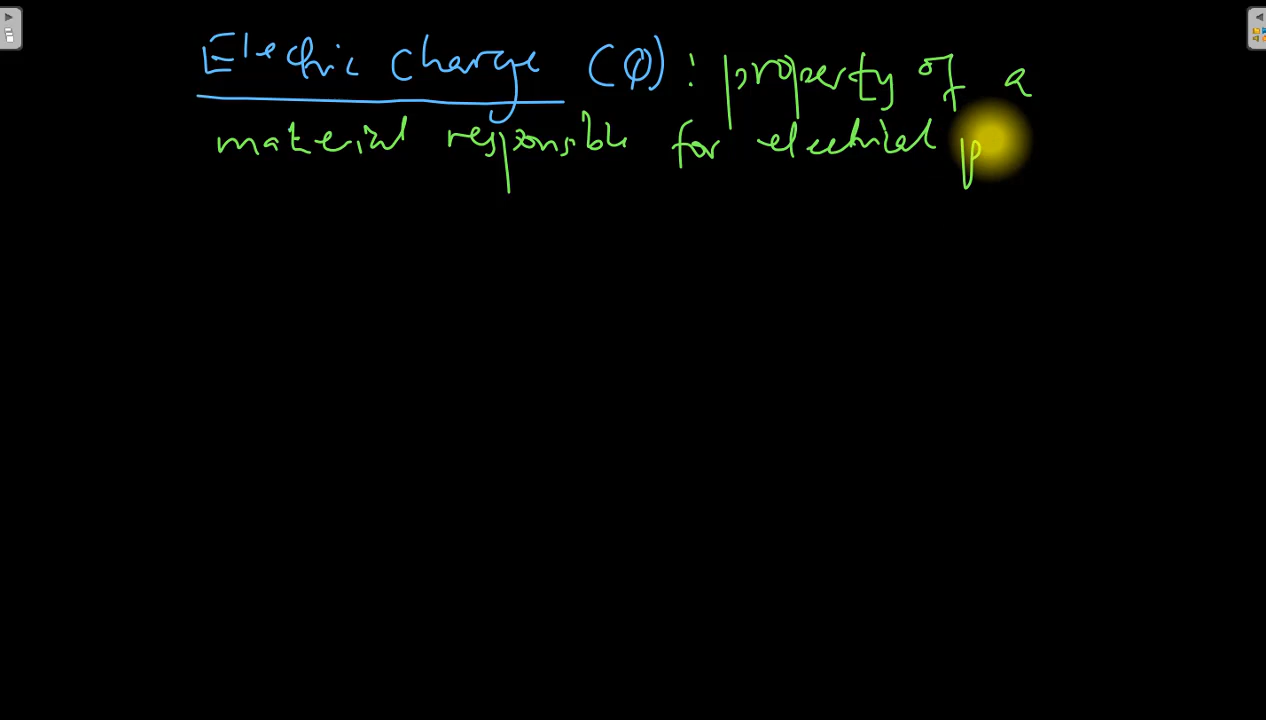 Electric charge (Q) : property of a
material responsible for electrical p